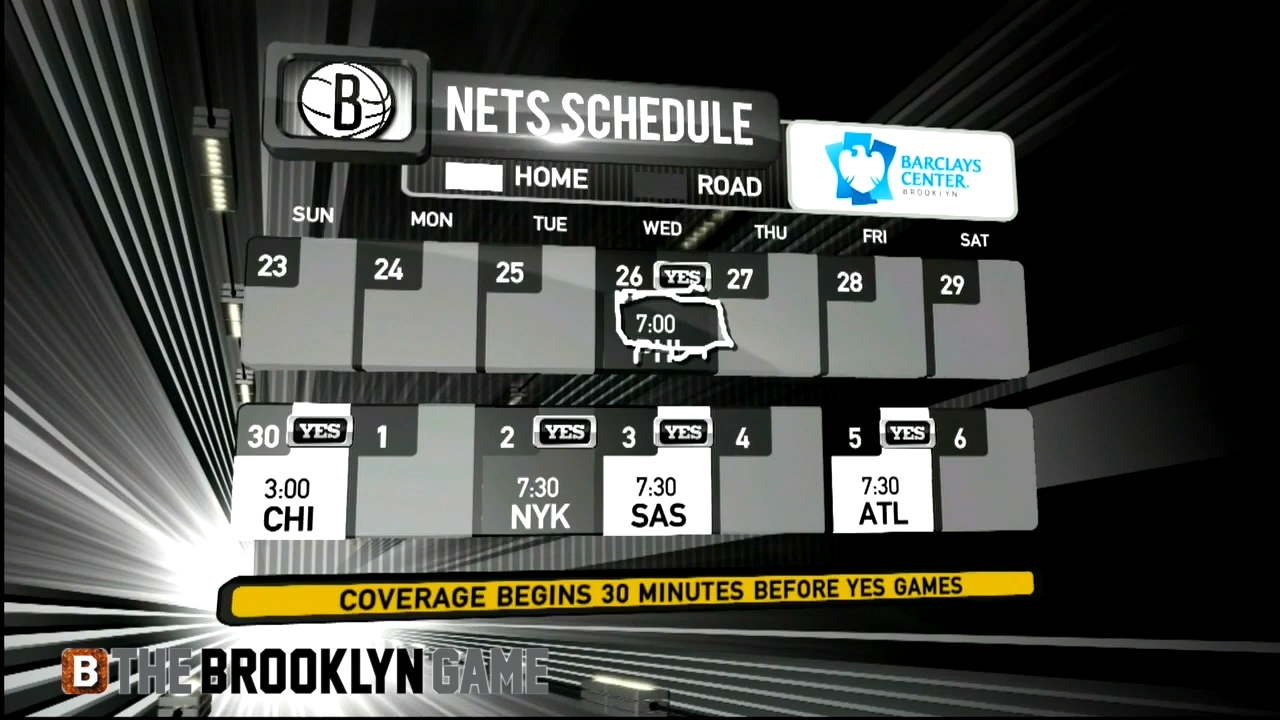 B NETS SCHEDULE
HOME ROAD
BARCLAYS
CENTER
BROOKLYN
SUN MON TUE WED THU FRI SAT
23 24 25 26 YES 27 28 29
7:00
30 YES 1 2 YES 3 YES 4 5 YES 6
3:00 7:30 7:30 7:30
CHI NYK SAS ATL
COVERAGE BEGINS 30 MINUTES BEFORE YES GAMES
B THE BROOKLYN GAME